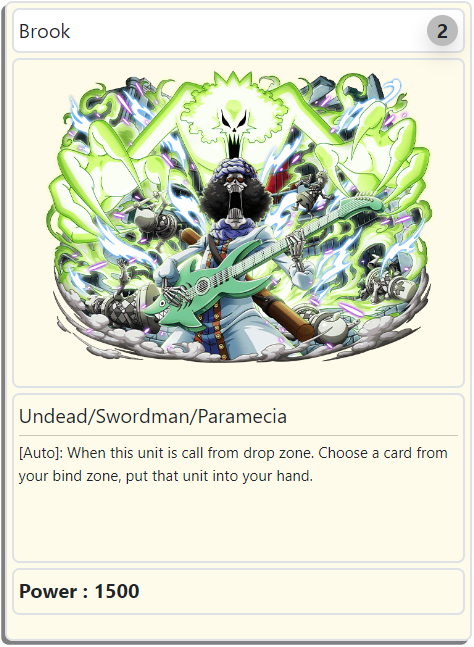 Brook
2
Undead/Swordman/Paramecia
[Auto]: When this unit is call from drop zone. Choose a card from
your bind zone, put that unit into your hand.
Power : 1500